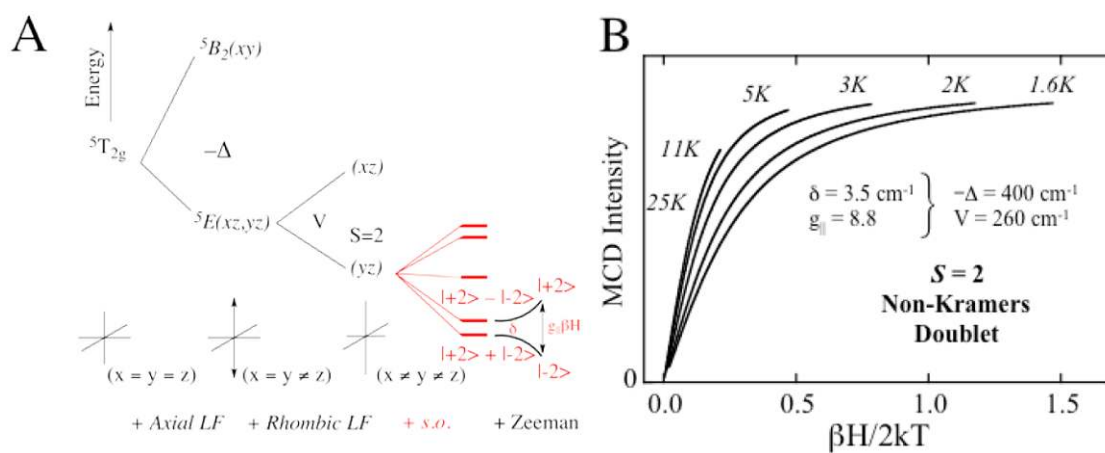 A
Energy
⁵B₂(xy)
⁵T₂g
−Δ
⁵E(xz,yz)
(xz)
V
S=2
(yz)
|+2> − |-2>
|+2>
δ
g||βH
|+2> + |-2>
|-2>
(x = y = z)
(x = y ≠ z)
(x ≠ y ≠ z)
+ Axial LF
+ Rhombic LF
+ s.o.
+ Zeeman
B
MCD Intensity
0
25K
11K
5K
3K
2K
1.6K
δ = 3.5 cm⁻¹
g|| = 8.8
−Δ = 400 cm⁻¹
V = 260 cm⁻¹
S = 2
Non-Kramers
Doublet
0.0
0.5
1.0
1.5
βH/2kT